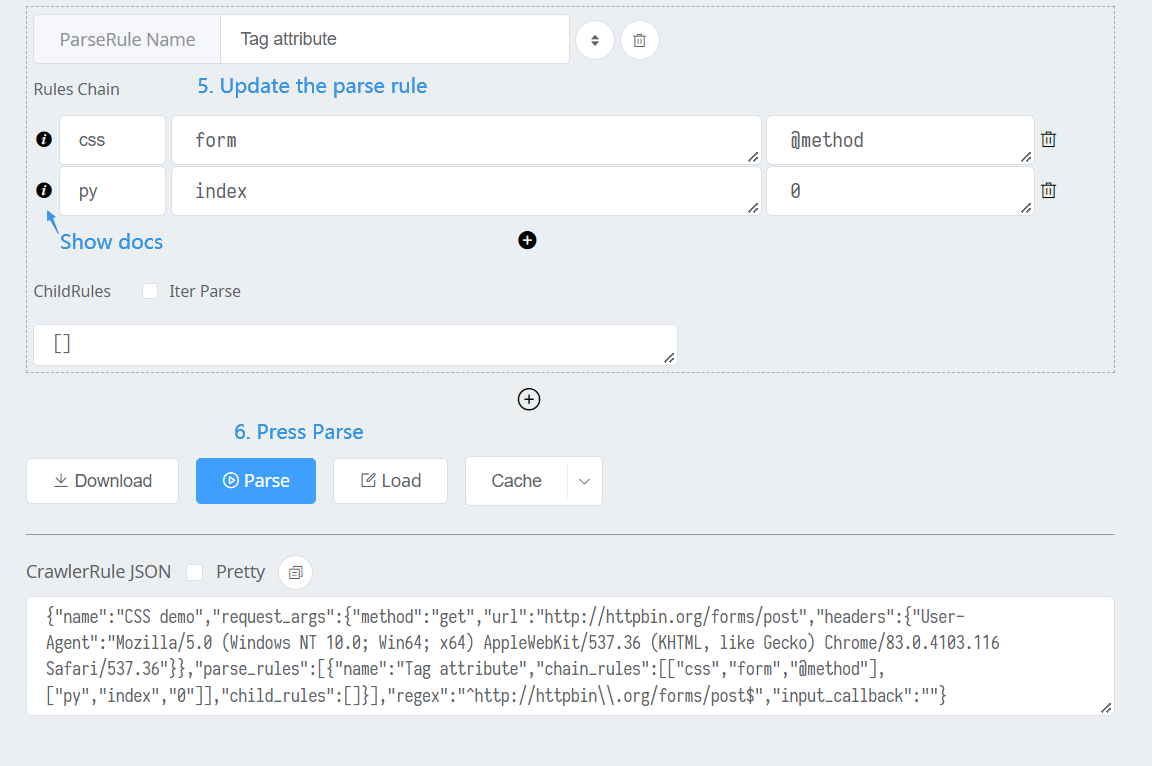 ParseRule Name
Tag attribute
Rules Chain
5. Update the parse rule
css
form
@method
py
index
0
Show docs
ChildRules
Iter Parse
[]
6. Press Parse
Download
Parse
Load
Cache
CrawlerRule JSON
Pretty
{"name":"CSS demo","request_args":{"method":"get","url":"http://httpbin.org/forms/post","headers":{"User-
Agent":"Mozilla/5.0 (Windows NT 10.0; Win64; x64) AppleWebKit/537.36 (KHTML, like Gecko) Chrome/83.0.4103.116
Safari/537.36"}},"parse_rules":[{"name":"Tag attribute","chain_rules":[["css","form","@method"],
["py","index","0"]],"child_rules":[]}],"regex":"^http://httpbin\\.org/forms/post$","input_callback":""}